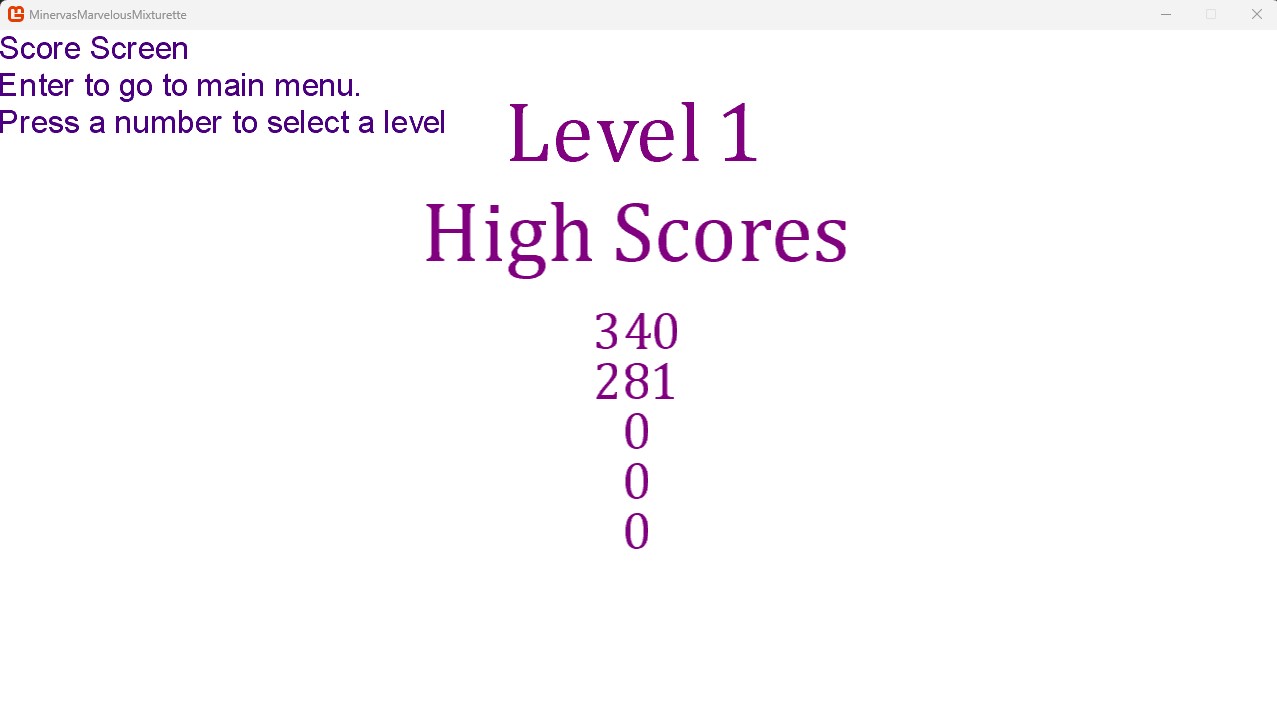 MinervasMarvelousMixturette
Score Screen
Enter to go to main menu.
Press a number to select a level
Level 1
High Scores
340
281
0
0
0